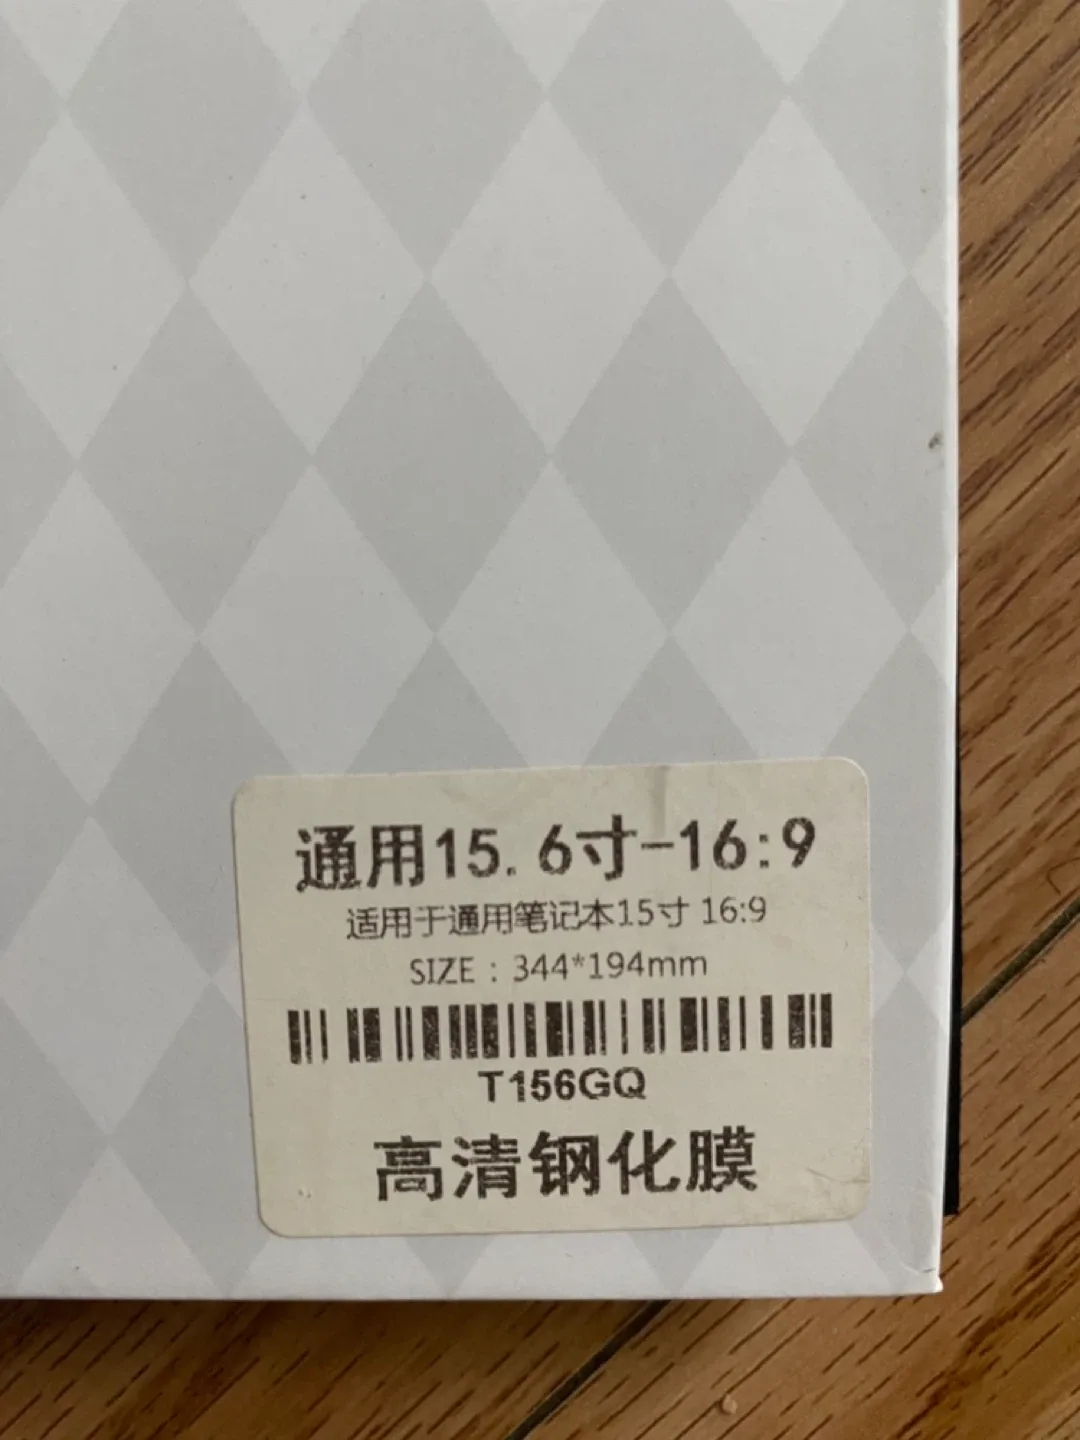 通用15.6寸-16:9
适用于通用笔记本15寸 16:9
SIZE：344*194mm
T156GQ
高清钢化膜